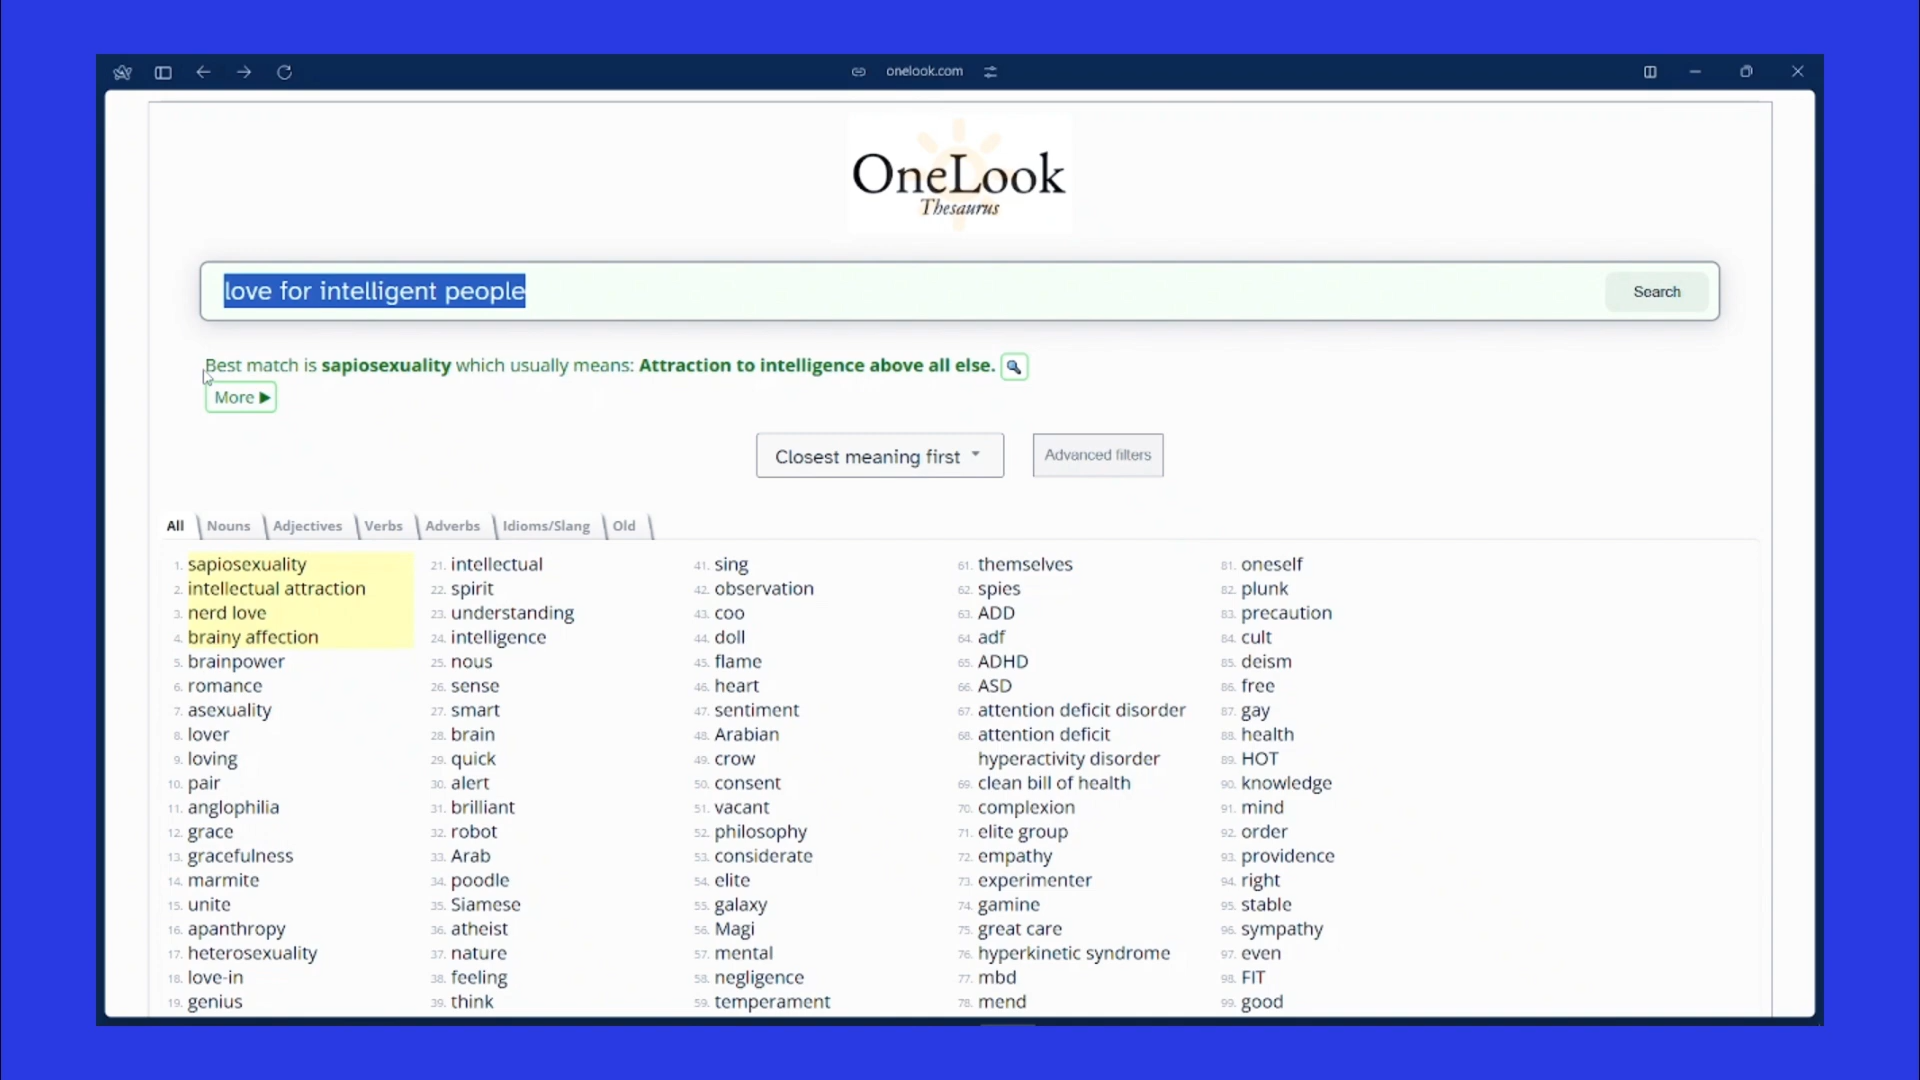 onelook.com
OneLook
Thesaurus
love for intelligent people
Search
Best match is sapiosexuality which usually means: Attraction to intelligence above all else.
More ▶
Closest meaning first
Advanced filters
All Nouns Adjectives Verbs Adverbs Idioms/Slang Old
1. sapiosexuality
2. intellectual attraction
3. nerd love
4. brainy affection
5. brainpower
6. romance
7. asexuality
8. lover
9. loving
10. pair
11. anglophilia
12. grace
13. gracefulness
14. marmite
15. unite
16. apanthropy
17. heterosexuality
18. love-in
19. genius
21. intellectual
22. spirit
23. understanding
24. intelligence
25. nous
26. sense
27. smart
28. brain
29. quick
30. alert
31. brilliant
32. robot
33. Arab
34. poodle
35. Siamese
36. atheist
37. nature
38. feeling
39. think
41. sing
42. observation
43. coo
44. doll
45. flame
46. heart
47. sentiment
48. Arabian
49. crow
50. consent
51. vacant
52. philosophy
53. considerate
54. elite
55. galaxy
56. Magi
57. mental
58. negligence
59. temperament
61. themselves
62. spies
63. ADD
64. adf
65. ADHD
66. ASD
67. attention deficit disorder
68. attention deficit
hyperactivity disorder
69. clean bill of health
70. complexion
71. elite group
72. empathy
73. experimenter
74. gamine
75. great care
76. hyperkinetic syndrome
77. mbd
78. mend
81. oneself
82. plunk
83. precaution
84. cult
85. deism
86. free
87. gay
88. health
89. HOT
90. knowledge
91. mind
92. order
93. providence
94. right
95. stable
96. sympathy
97. even
98. FIT
99. good